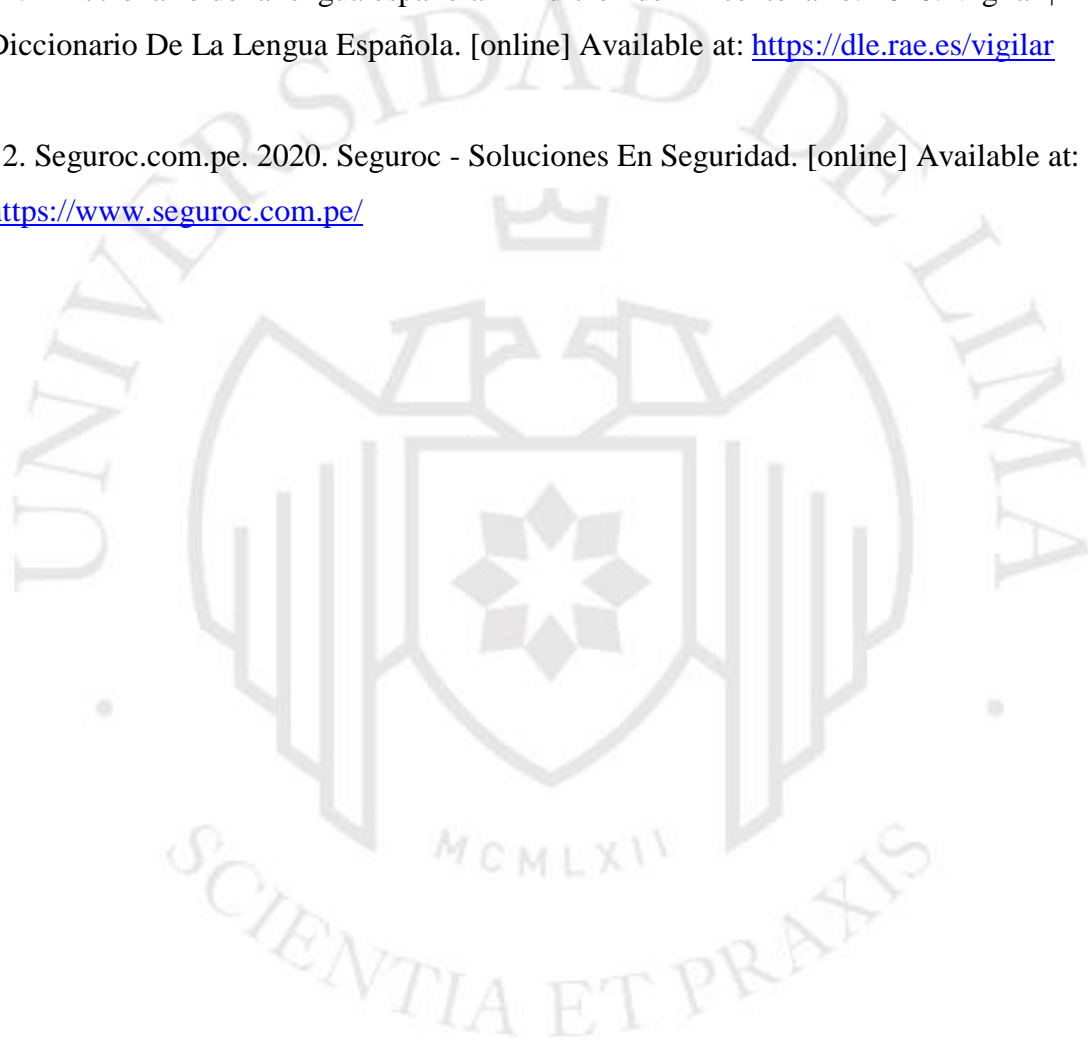 Diccionario De La Lengua Española. [online] Available at: https://dle.rae.es/vigilar
2. Seguroc.com.pe. 2020. Seguroc - Soluciones En Seguridad. [online] Available at:
https://www.seguroc.com.pe/
UNIVERSIDAD DE LIMA
MCMLXII
SCIENTIA ET PRAXIS